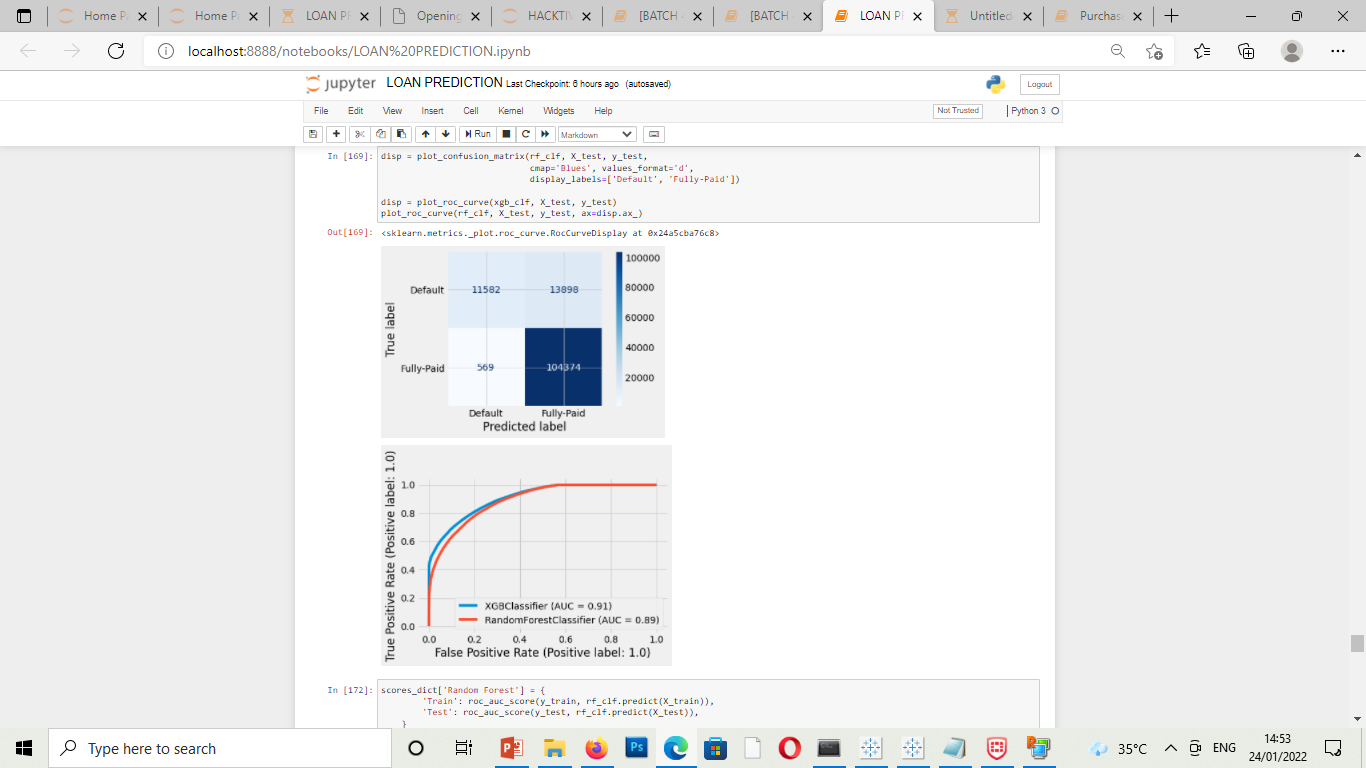 Home P
Home P
LOAN P
Opening
HACKTI
[BATCH
[BATCH
LOAN P
Untitled
Purchas
localhost:8888/notebooks/LOAN%20PREDICTION.ipynb
jupyter LOAN PREDICTION Last Checkpoint: 6 hours ago (autosaved)
Logout
File Edit View Insert Cell Kernel Widgets Help
Not Trusted
Python 3
Run
Markdown
In [169]: disp = plot_confusion_matrix(rf_clf, X_test, y_test,
cmap='Blues', values_format='d',
display_labels=['Default', 'Fully-Paid'])
disp = plot_roc_curve(xgb_clf, X_test, y_test)
plot_roc_curve(rf_clf, X_test, y_test, ax=disp.ax_)
Out[169]: <sklearn.metrics._plot.roc_curve.RocCurveDisplay at 0x24a5cba76c8>
True label
Default 11582 13898
Fully-Paid 569 104374
Default Fully-Paid
Predicted label
100000
80000
60000
40000
20000
True Positive Rate (Positive label: 1.0)
1.0
0.8
0.6
0.4
0.2
0.0
XGBClassifier (AUC = 0.91)
RandomForestClassifier (AUC = 0.89)
0.0 0.2 0.4 0.6 0.8 1.0
False Positive Rate (Positive label: 1.0)
In [172]: scores_dict['Random Forest'] = {
'Train': roc_auc_score(y_train, rf_clf.predict(X_train)),
'Test': roc_auc_score(y_test, rf_clf.predict(X_test)),
}
Type here to search
Ps
35°C
ENG
14:53
24/01/2022